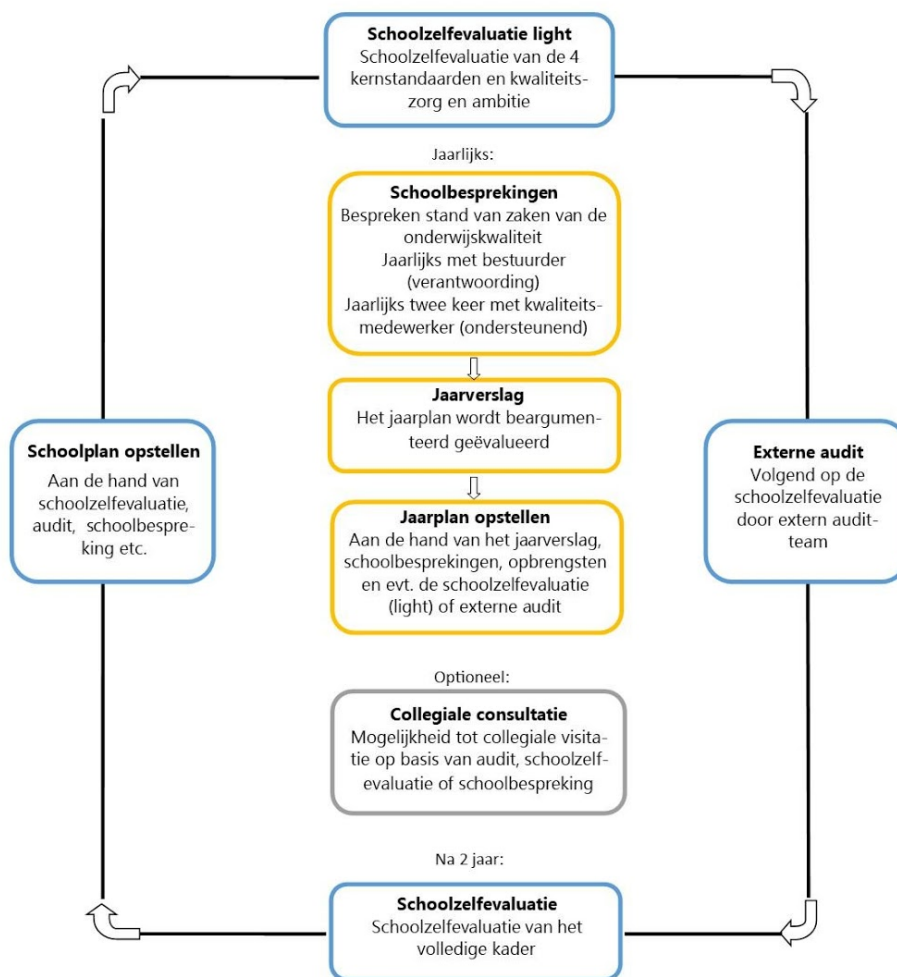 Schoolzelfevaluatie light
Schoolzelfevaluatie van de 4
kernstandaarden en kwaliteits-
zorg en ambitie
Jaarlijks:
Schoolbesprekingen
Bespreken stand van zaken van de
onderwijskwaliteit
Jaarlijks met bestuurder
(verantwoording)
Jaarlijks twee keer met kwaliteits-
medewerker (ondersteunend)
Jaarverslag
Het jaarplan wordt beargumen-
teerd geëvalueerd
Schoolplan opstellen
Aan de hand van
schoolzelfevaluatie,
audit, schoolbespre-
king etc.
Externe audit
Volgend op de
schoolzelfevaluatie
door extern audit-
team
Jaarplan opstellen
Aan de hand van het jaarverslag,
schoolbesprekingen, opbrengsten
en evt. de schoolzelfevaluatie
(light) of externe audit
Optioneel:
Collegiale consultatie
Mogelijkheid tot collegiale visita-
tie op basis van audit, schoolzelf-
evaluatie of schoolbespreking
Na 2 jaar:
Schoolzelfevaluatie
Schoolzelfevaluatie van het
volledige kader